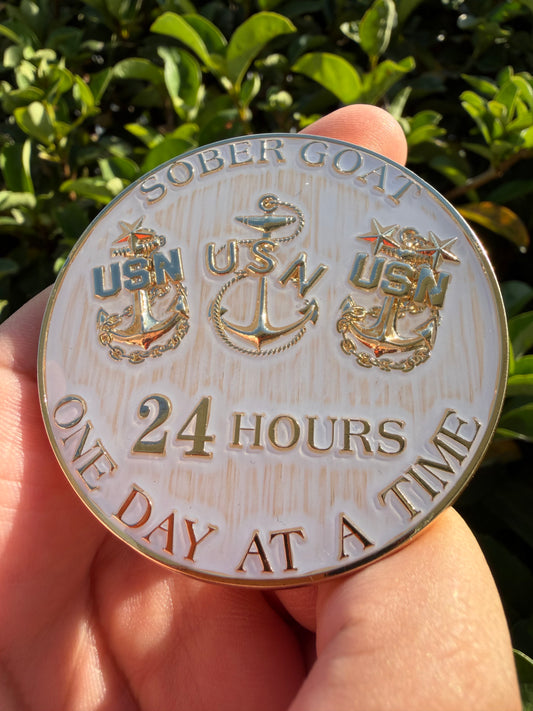 SOBER GOAT
USN USN USN
24 HOURS
ONE DAY AT A TIME